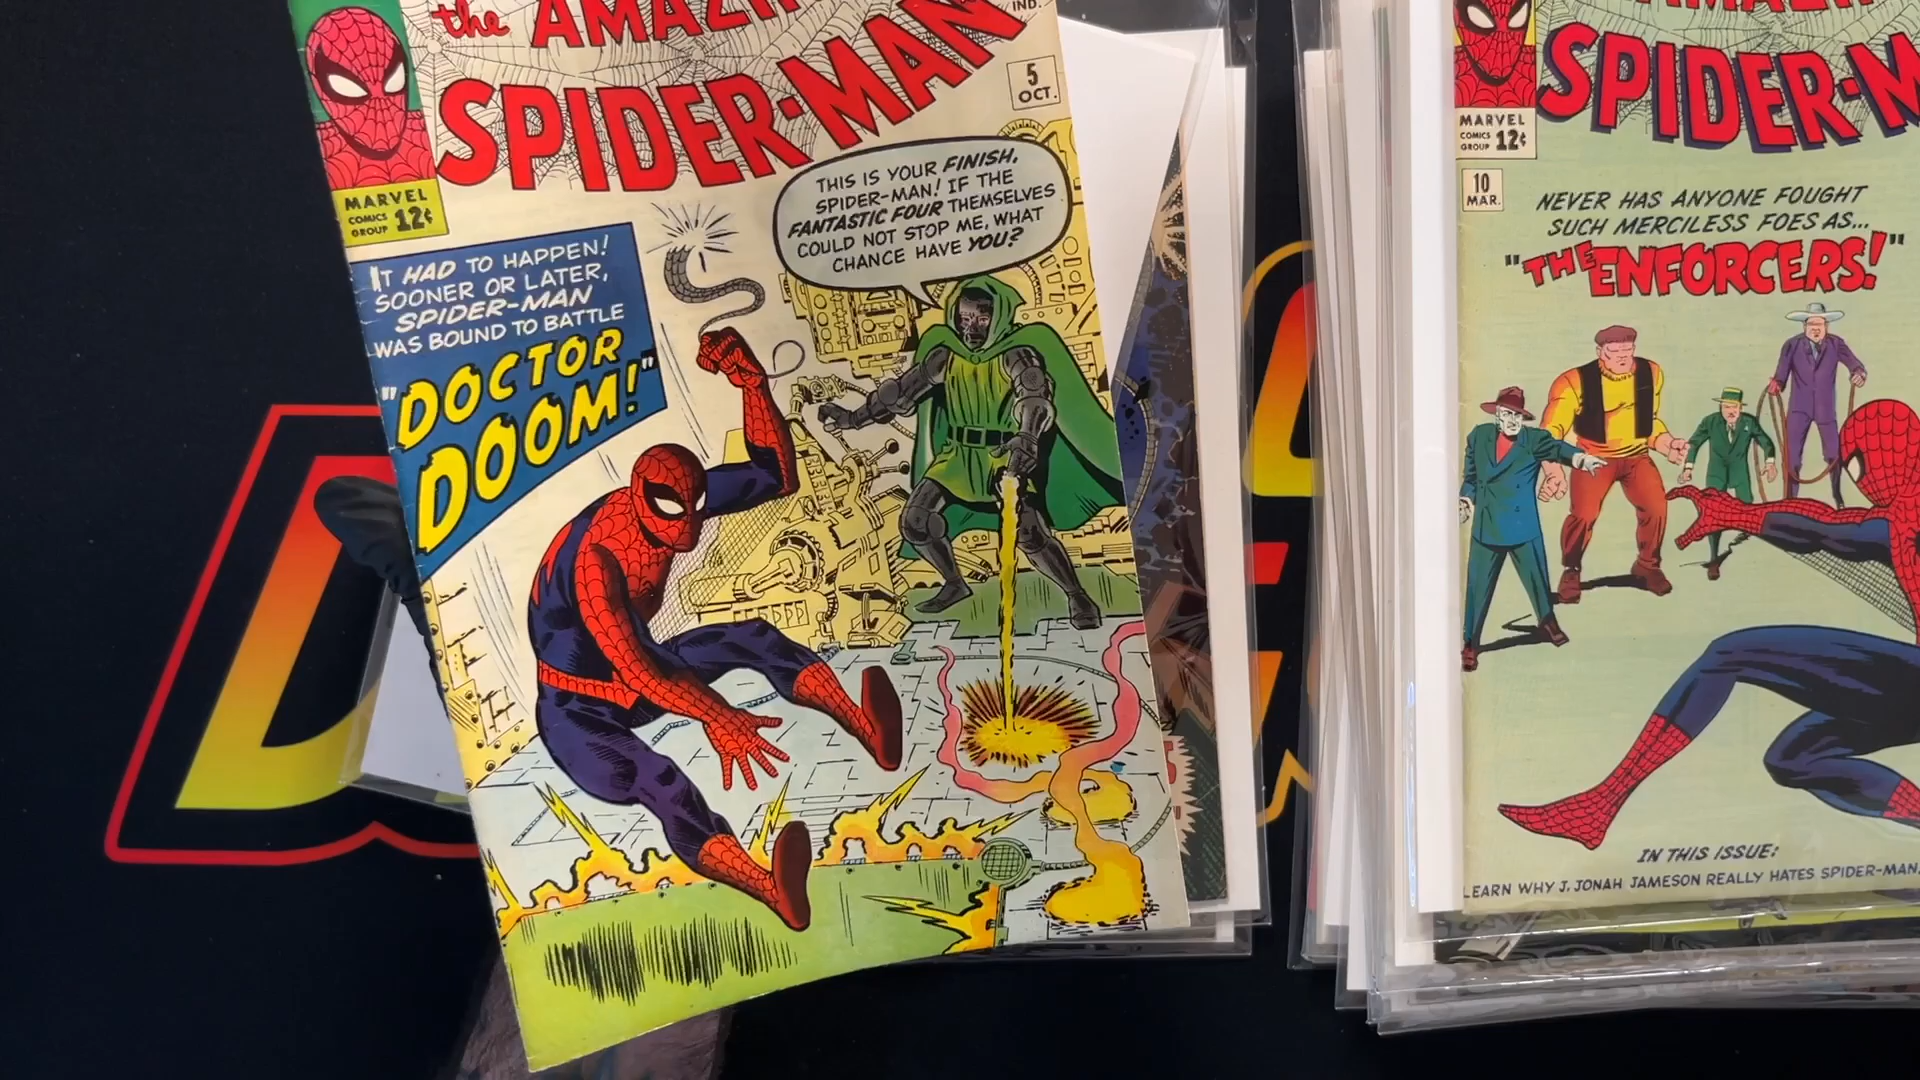 the AMAZING
SPIDER-MAN
IND.
5
OCT.
MARVEL
COMICS
GROUP
12¢
IT HAD TO HAPPEN!
SOONER OR LATER,
SPIDER-MAN
WAS BOUND TO BATTLE
"DOCTOR
DOOM!"
THIS IS YOUR FINISH,
SPIDER-MAN! IF THE
FANTASTIC FOUR THEMSELVES
COULD NOT STOP ME, WHAT
CHANCE HAVE YOU?
AMAZING
SPIDER-M
MARVEL
COMICS
GROUP
12¢
10
MAR.
NEVER HAS ANYONE FOUGHT
SUCH MERCILESS FOES AS...
"THE ENFORCERS!"
IN THIS ISSUE:
LEARN WHY J. JONAH JAMESON REALLY HATES SPIDER-MAN